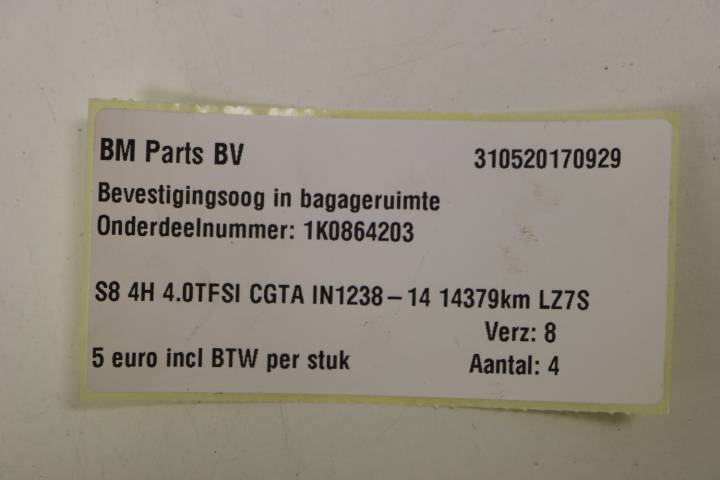 BM Parts BV 310520170929
Bevestigingsoog in bagageruimte
Onderdeelnummer: 1K0864203
S8 4H 4.0TFSI CGTA IN1238-14 14379km LZ7S
Verz: 8
5 euro incl BTW per stuk Aantal: 4